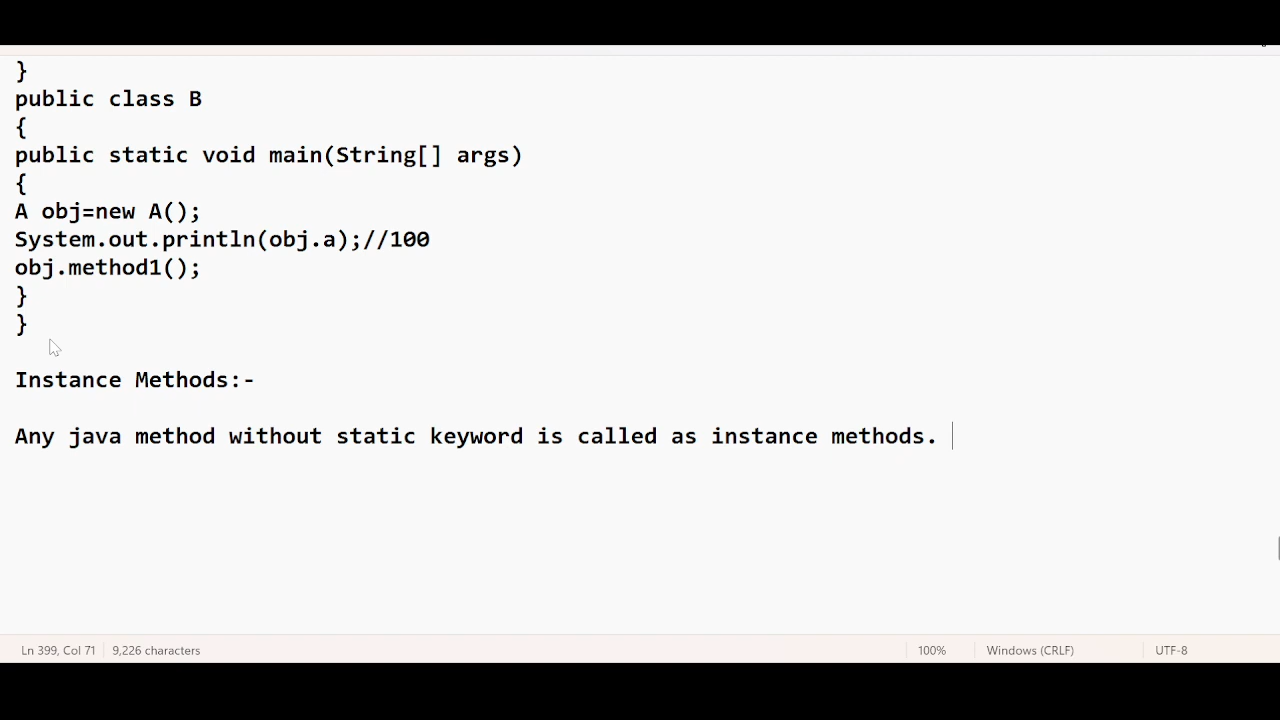 }
public class B
{
public static void main(String[] args)
{
A obj=new A();
System.out.println(obj.a);//100
obj.method1();
}
}
Instance Methods:-
Any java method without static keyword is called as instance methods.
Ln 399, Col 71 9,226 characters 100% Windows (CRLF) UTF-8